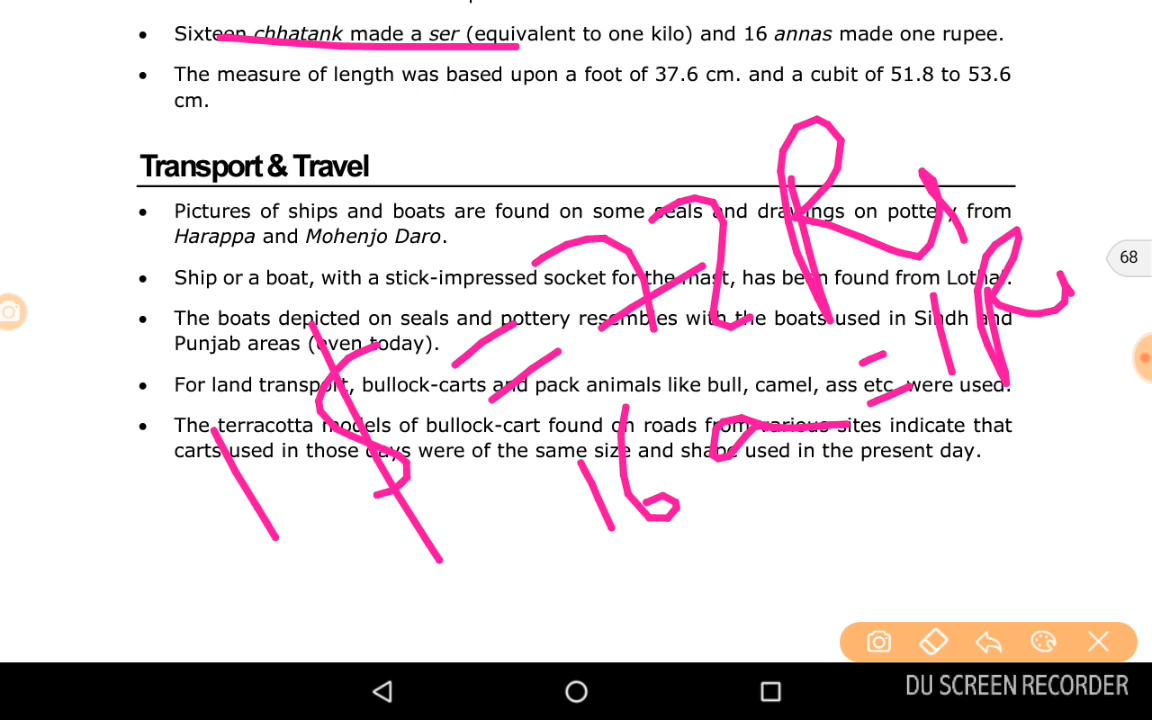 Sixteen chhatank made a ser (equivalent to one kilo) and 16 annas made one rupee.
The measure of length was based upon a foot of 37.6 cm. and a cubit of 51.8 to 53.6
cm.
Transport & Travel
Pictures of ships and boats are found on some seals and drawings on pottery from
Harappa and Mohenjo Daro.
Ship or a boat, with a stick-impressed socket for the mast, has been found from Lothal.
68
The boats depicted on seals and pottery resembles with the boats used in Sindh and
Punjab areas (even today).
For land transport, bullock-carts and pack animals like bull, camel, ass etc. were used.
The terracotta models of bullock-cart found on roads from various sites indicate that
carts used in those days were of the same size and shape used in the present day.
1 $ = 72 Rs
16 a = 1 R
DU SCREEN RECORDER